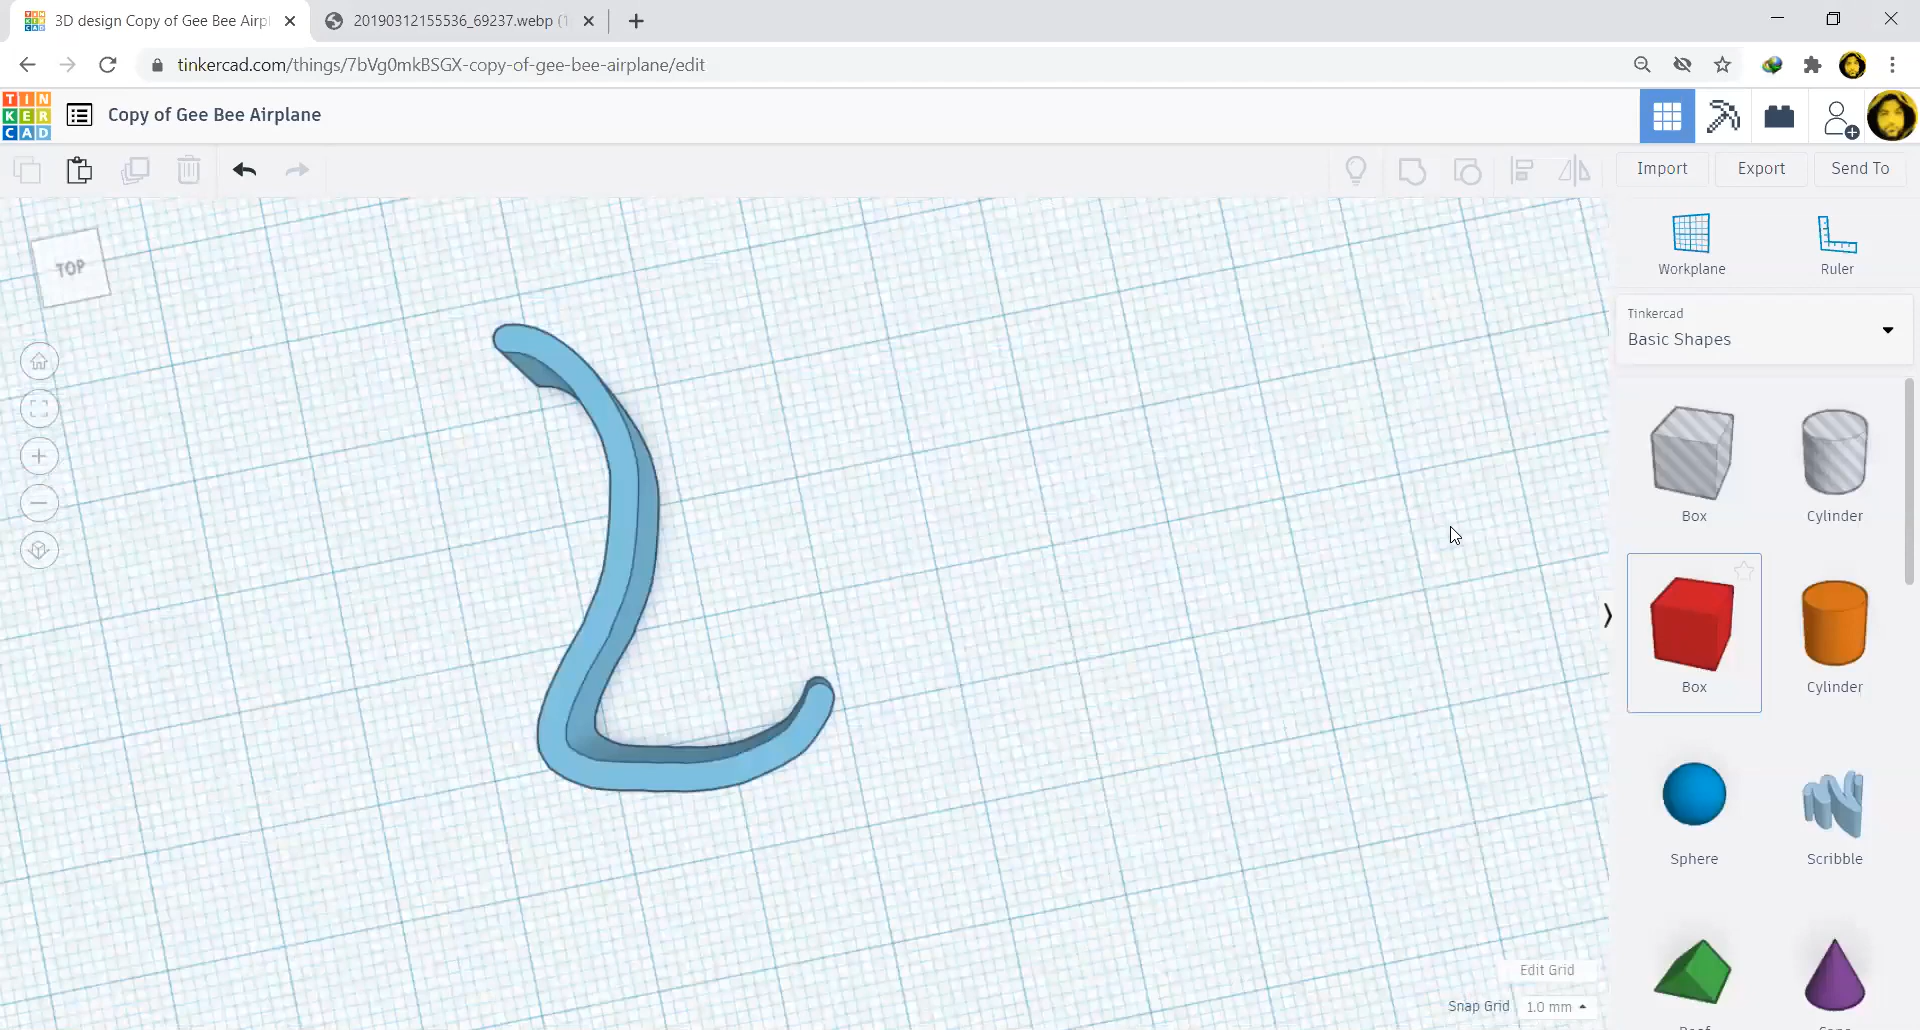 3D design Copy of Gee Bee Airpl
20190312155536_69237.webp (1
tinkercad.com/things/7bVg0mkBSGX-copy-of-gee-bee-airplane/edit
TIN
KER
CAD
Copy of Gee Bee Airplane
Import
Export
Send To
TOP
Workplane
Ruler
Tinkercad
Basic Shapes
Box
Cylinder
Box
Cylinder
Sphere
Scribble
Edit Grid
Snap Grid
1.0 mm